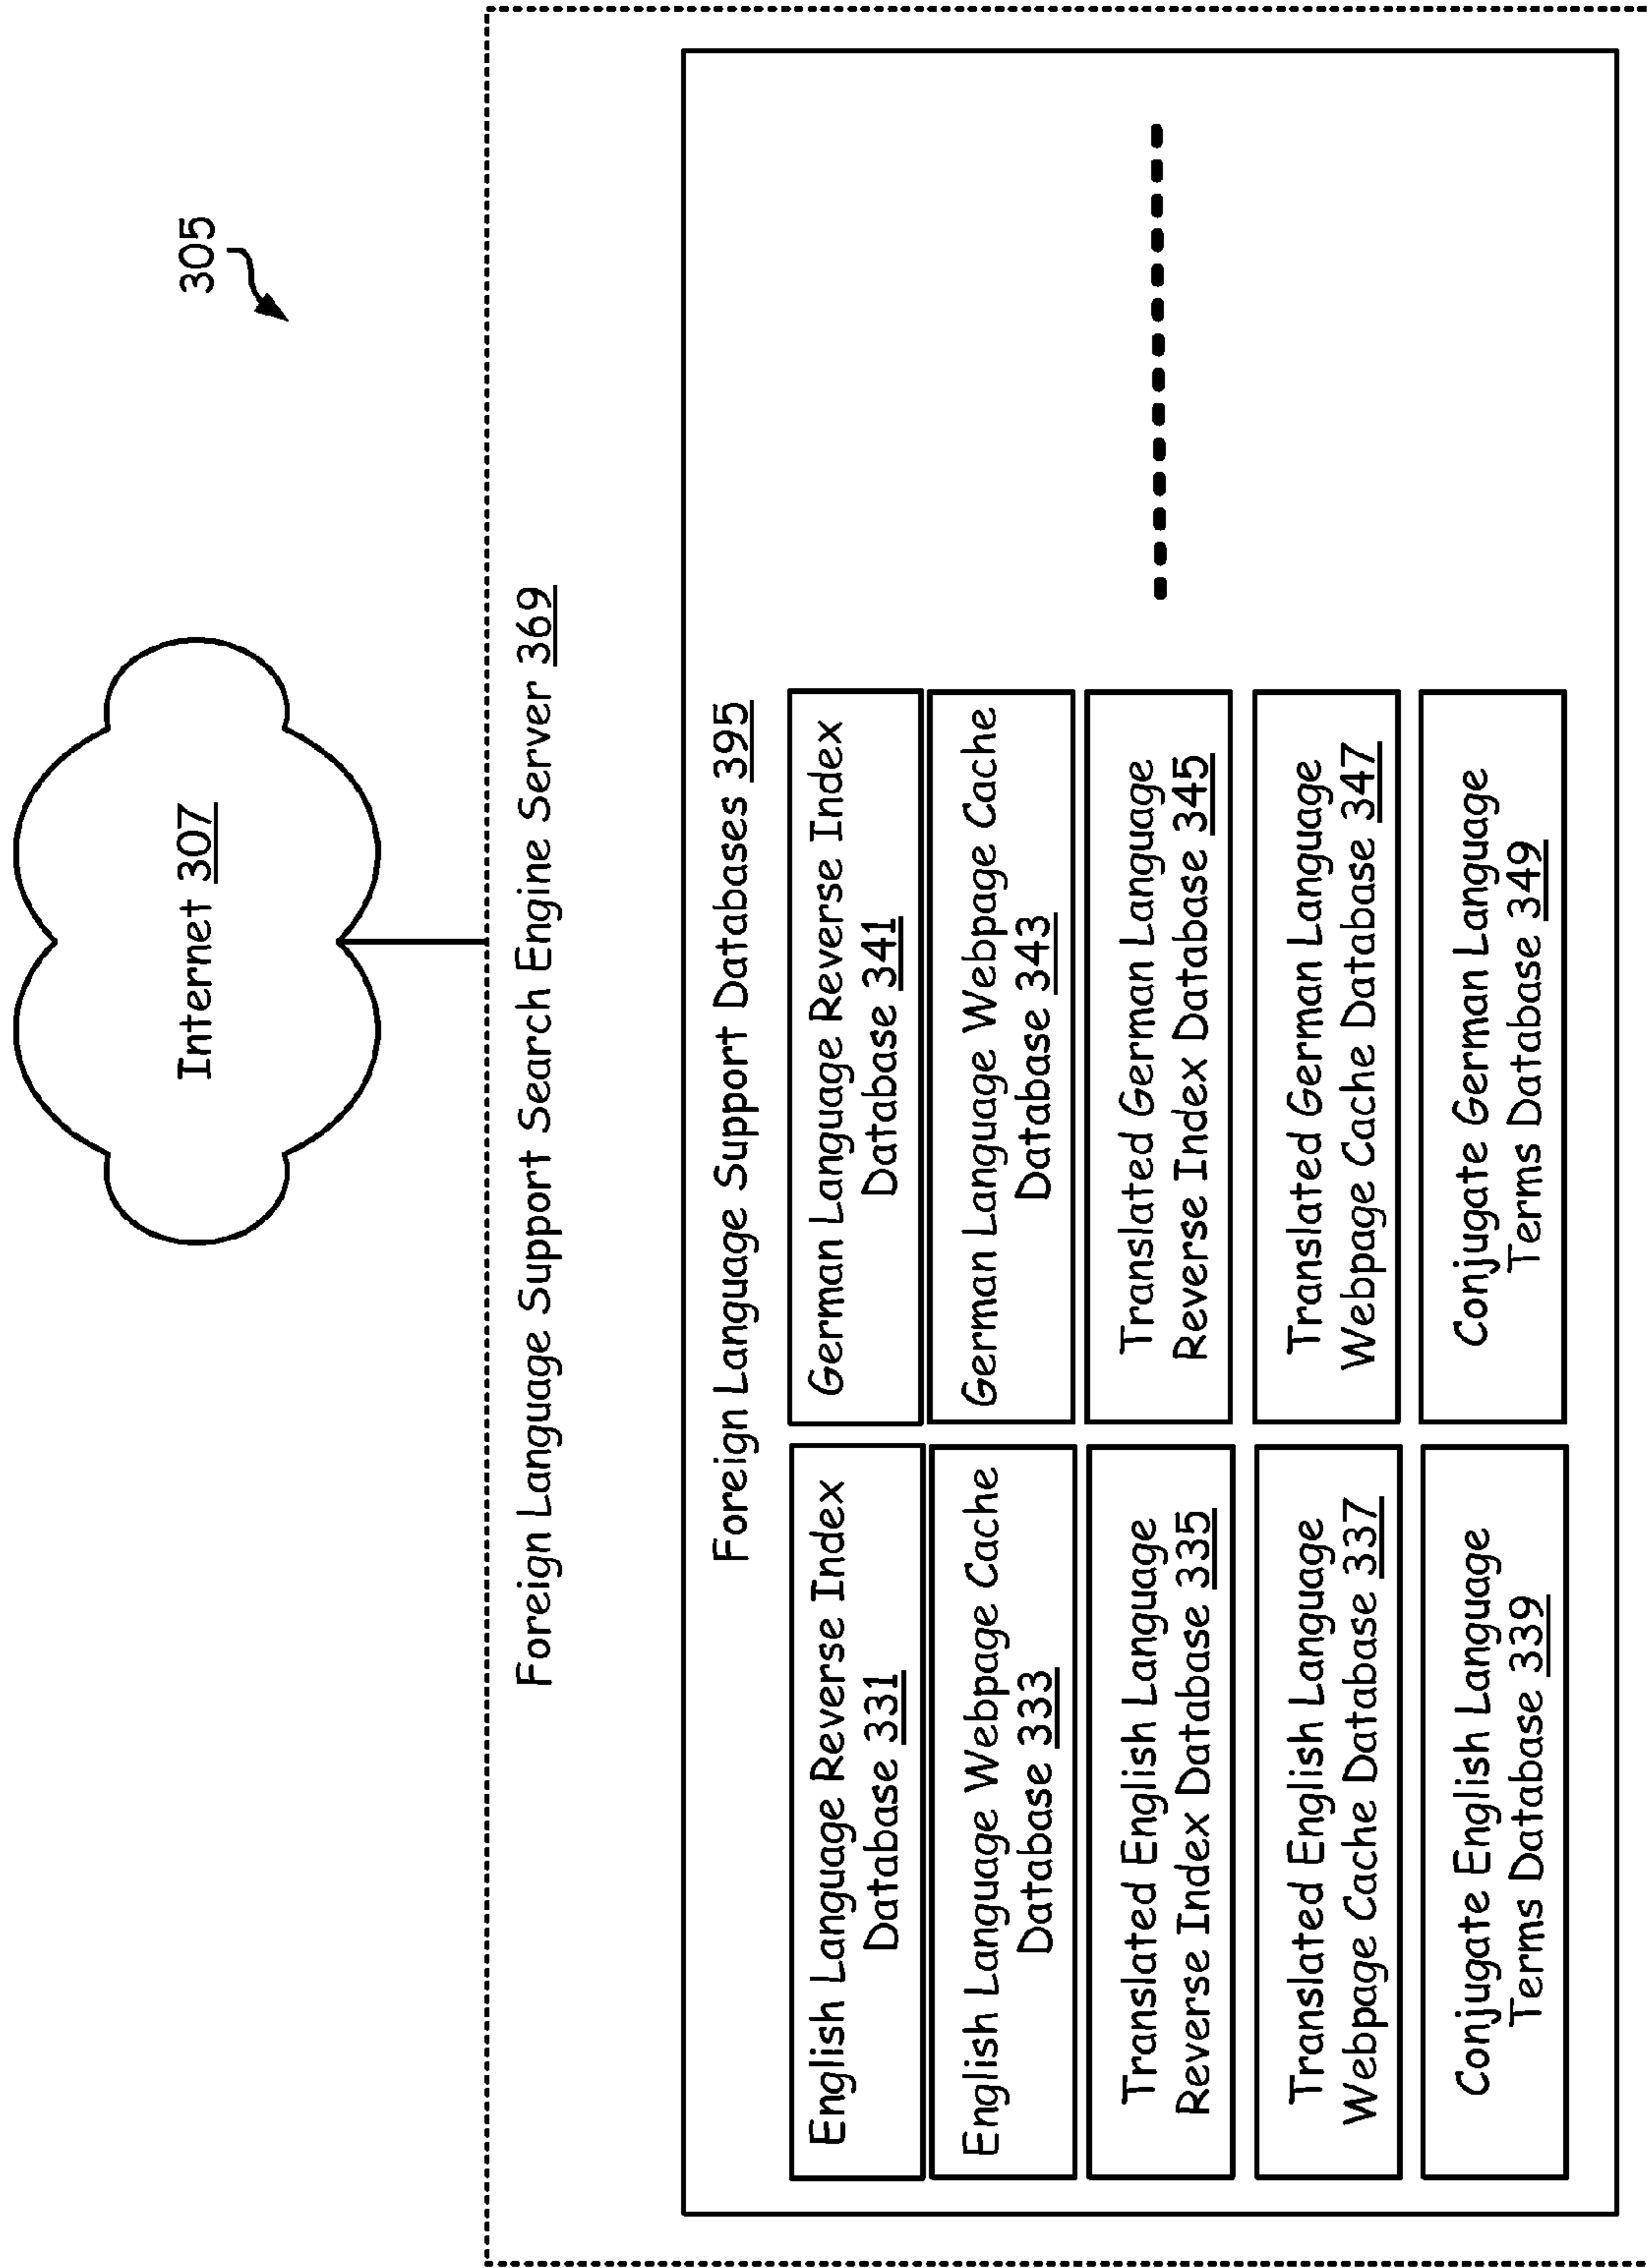 305
Internet 307
Foreign Language Support Search Engine Server 369
Foreign Language Support Databases 395
English Language Reverse Index
Database 331
German Language Reverse Index
Database 341
English Language Webpage Cache
Database 333
German Language Webpage Cache
Database 343
Translated English Language
Reverse Index Database 335
Translated German Language
Reverse Index Database 345
Translated English Language
Webpage Cache Database 337
Translated German Language
Webpage Cache Database 347
Conjugate English Language
Terms Database 339
Conjugate German Language
Terms Database 349